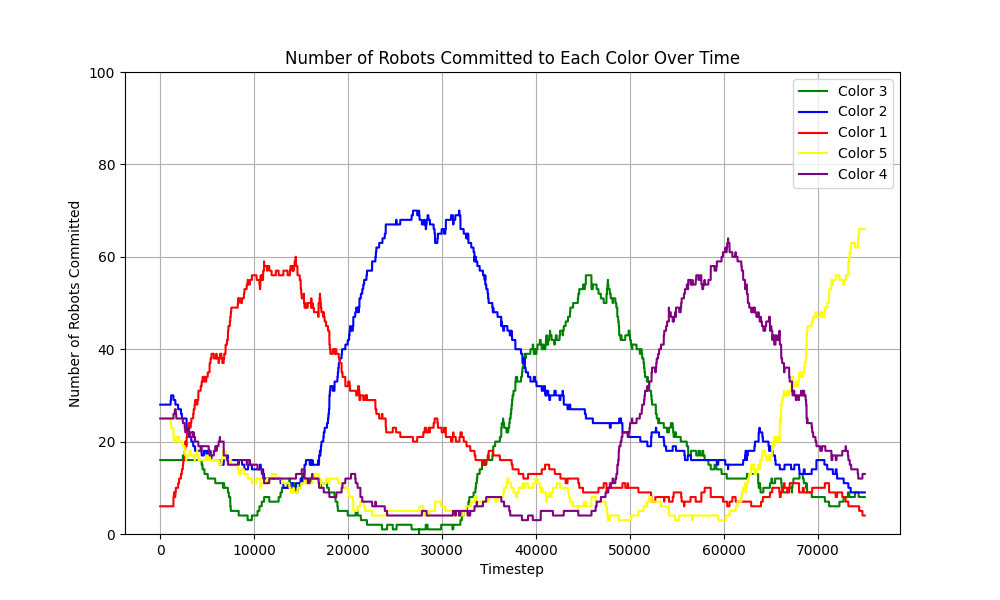 Number of Robots Committed to Each Color Over Time
Number of Robots Committed
100
80
60
40
20
0
Color 3
Color 2
Color 1
Color 5
Color 4
0 10000 20000 30000 40000 50000 60000 70000
Timestep